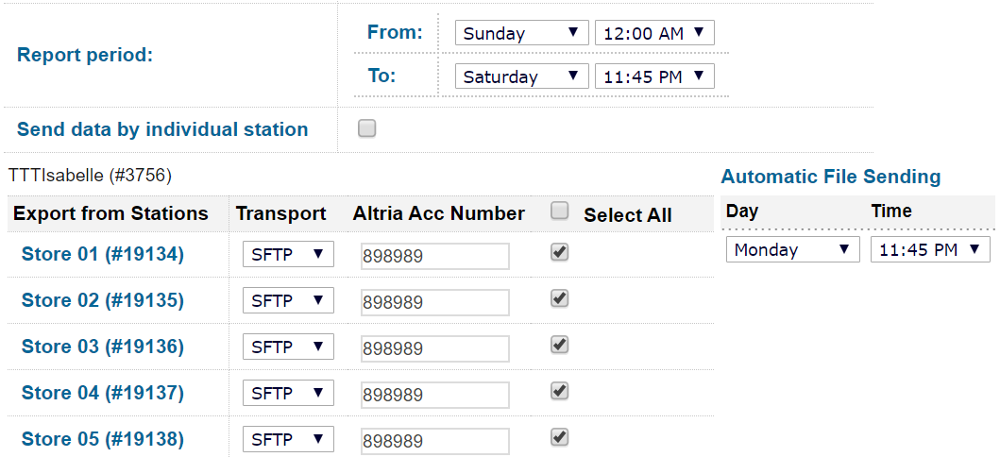 Report period:
From: Sunday 12:00 AM
To: Saturday 11:45 PM
Send data by individual station
TTTIsabelle (#3756)
Automatic File Sending
Export from Stations Transport Altria Acc Number Select All
Day Time
Store 01 (#19134) SFTP 898989
Monday 11:45 PM
Store 02 (#19135) SFTP 898989
Store 03 (#19136) SFTP 898989
Store 04 (#19137) SFTP 898989
Store 05 (#19138) SFTP 898989